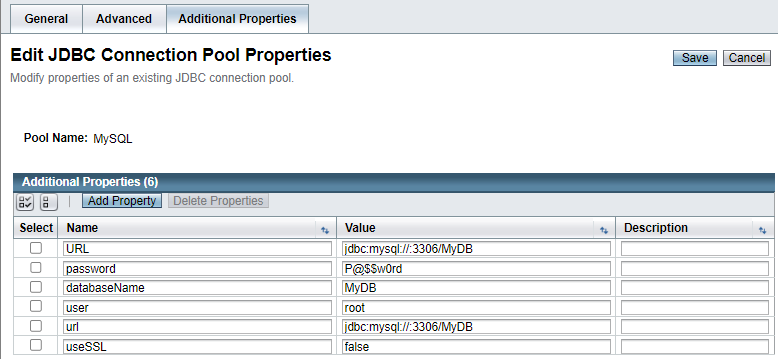 General Advanced Additional Properties
Edit JDBC Connection Pool Properties
Save Cancel
Modify properties of an existing JDBC connection pool.
Pool Name: MySQL
Additional Properties (6)
Add Property Delete Properties
Select Name Value Description
URL jdbc:mysql://:3306/MyDB
password P@$$w0rd
databaseName MyDB
user root
url jdbc:mysql://:3306/MyDB
useSSL false